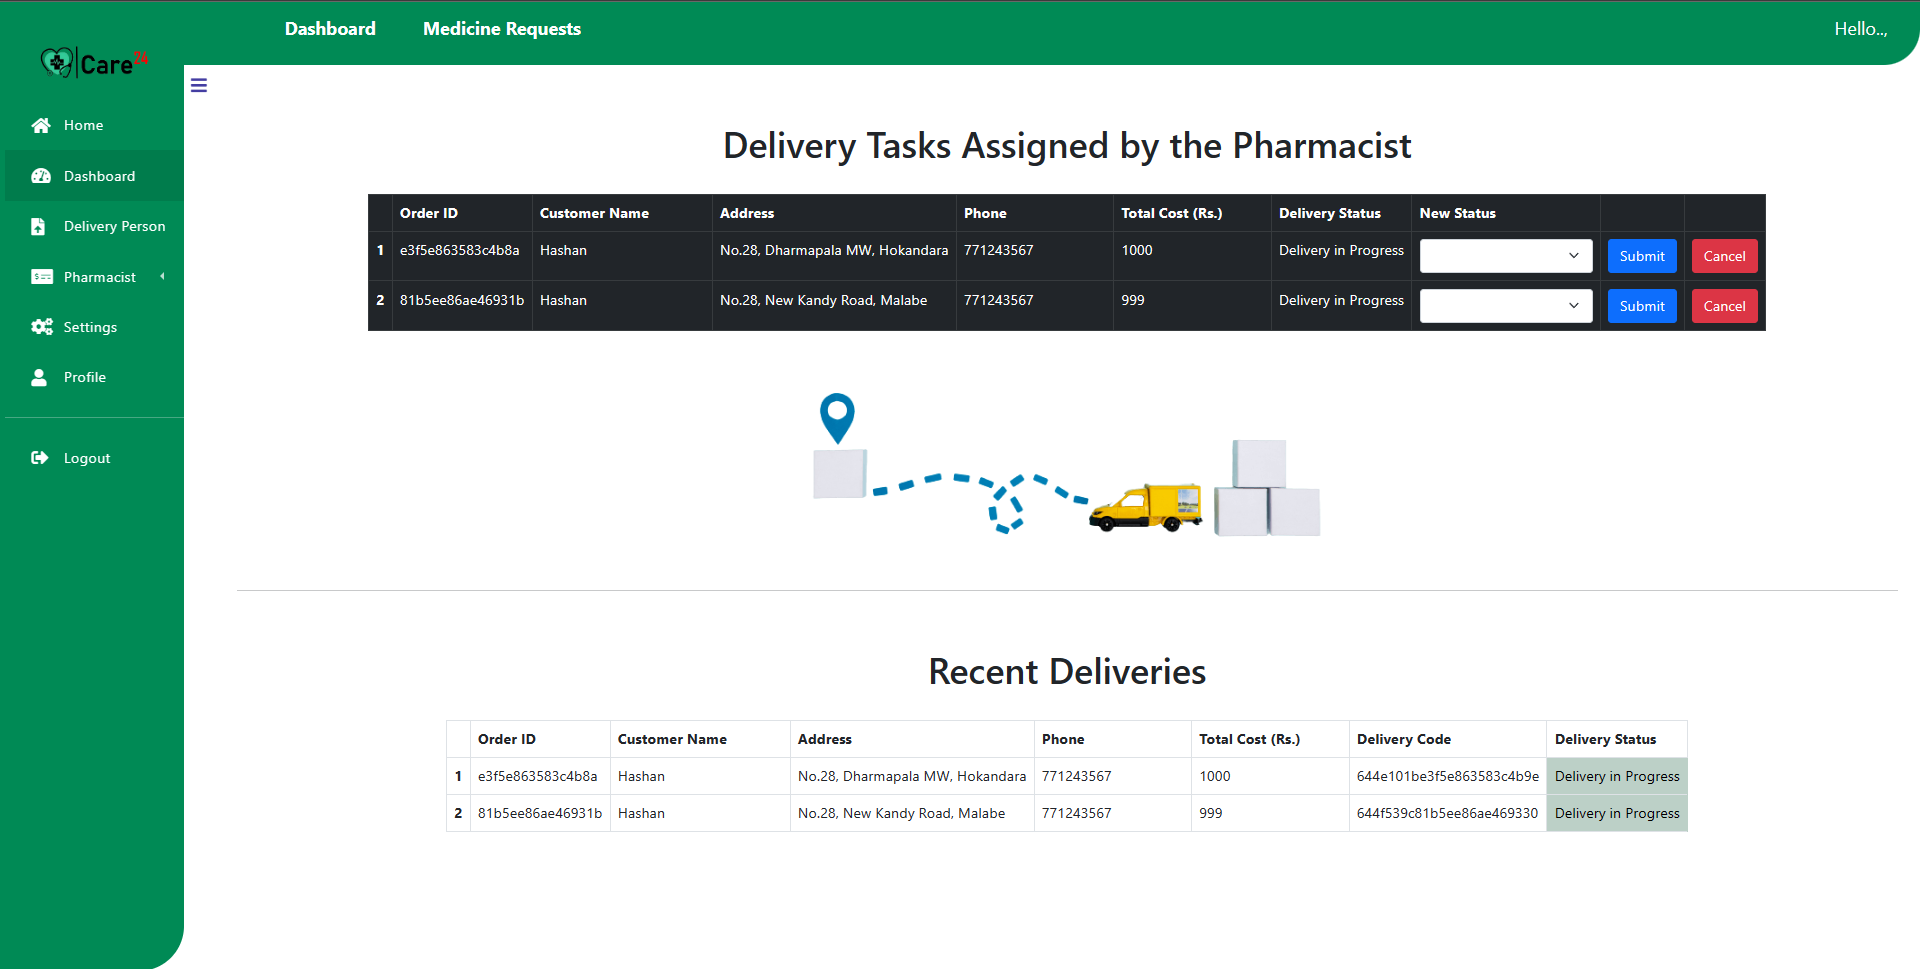 Dashboard Medicine Requests Hello..,
Care24
Home
Dashboard
Delivery Person
Pharmacist
Settings
Profile
Logout
Delivery Tasks Assigned by the Pharmacist
Order ID Customer Name Address Phone Total Cost (Rs.) Delivery Status New Status
1 e3f5e863583c4b8a Hashan No.28, Dharmapala MW, Hokandara 771243567 1000 Delivery in Progress Submit Cancel
2 81b5ee86ae46931b Hashan No.28, New Kandy Road, Malabe 771243567 999 Delivery in Progress Submit Cancel
Recent Deliveries
Order ID Customer Name Address Phone Total Cost (Rs.) Delivery Code Delivery Status
1 e3f5e863583c4b8a Hashan No.28, Dharmapala MW, Hokandara 771243567 1000 644e101be3f5e863583c4b9e Delivery in Progress
2 81b5ee86ae46931b Hashan No.28, New Kandy Road, Malabe 771243567 999 644f539c81b5ee86ae469330 Delivery in Progress